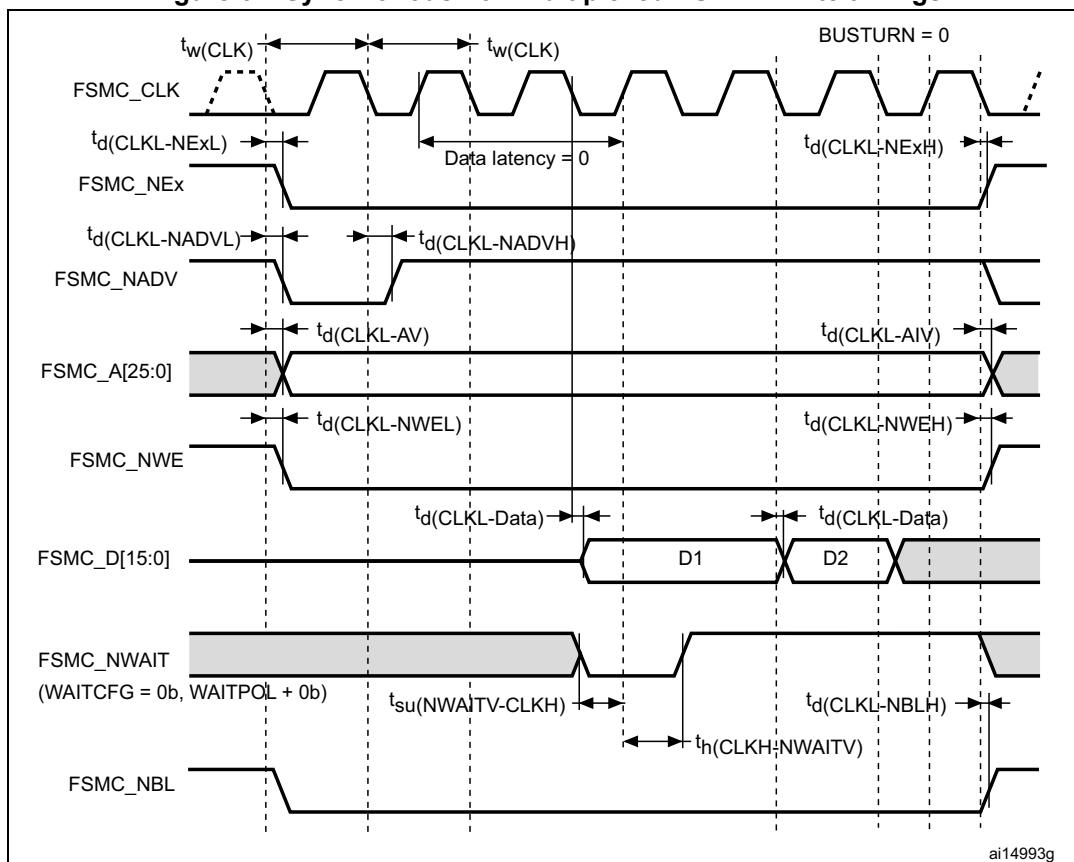 BUSTURN = 0
tw(CLK) tw(CLK)
FSMC_CLK
td(CLKL-NExL) Data latency = 0 td(CLKL-NExH)
FSMC_NEx
td(CLKL-NADVL) td(CLKL-NADVH)
FSMC_NADV
td(CLKL-AV) td(CLKL-AIV)
FSMC_A[25:0]
td(CLKL-NWEL) td(CLKL-NWEH)
FSMC_NWE
td(CLKL-Data) td(CLKL-Data)
FSMC_D[15:0] D1 D2
FSMC_NWAIT
(WAITCFG = 0b, WAITPOL + 0b)
tsu(NWAITV-CLKH) td(CLKL-NBLH)
th(CLKH-NWAITV)
FSMC_NBL
ai14993g